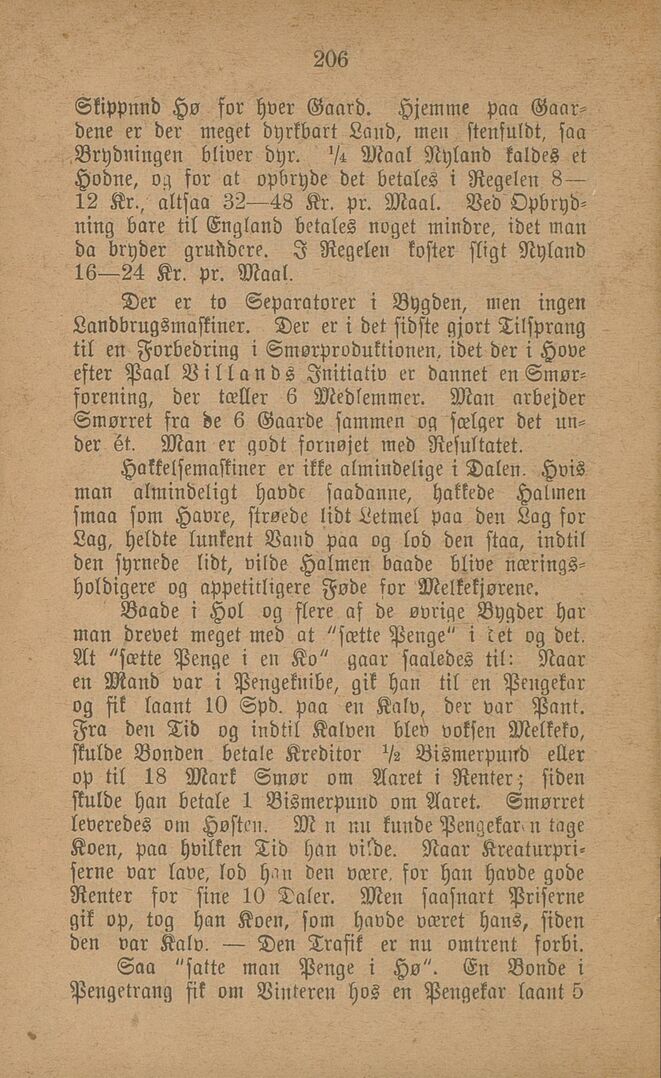 206
Skippund Hø for hver Gaard. Hjemme paa Gaar-
dene er der meget dyrkbart Land, men stenfuldt, saa
Brydningen bliver dyr. ¼ Maal Nyland kaldes et
Hodne, og for at opbryde det betales i Regelen 8—
12 Kr., altsaa 32—48 Kr. pr. Maal. Ved Opbryd-
ning bare til England betales noget mindre, idet man
da bryder grundere. I Regelen koster sligt Nyland
16—24 Kr. pr. Maal.
Der er to Separatorer i Bygden, men ingen
Landbrugsmaskiner. Der er i det sidste gjort Tilsprang
til en Forbedring i Smørproduktionen, idet der i Hove
efter Paal Villands Initiativ er dannet en Smør-
forening, der tæller 6 Medlemmer. Man arbejder
Smørret fra de 6 Gaarde sammen og sælger det un-
der ét. Man er godt fornøjet med Resultatet.
Hakkelsemaskiner er ikke almindelige i Dalen. Hvis
man almindeligt havde saadanne, hakkede Halmen
smaa som Havre, strøede lidt Letmel paa den Lag for
Lag, heldte lunkent Vand paa og lod den staa, indtil
den syrnede lidt, vilde Halmen baade blive nærings-
holdigere og appetitligere Føde for Melkekjørene.
Baade i Hol og flere af de øvrige Bygder har
man drevet meget med at "sætte Penge" i det og det.
At "sætte Penge i en Ko" gaar saaledes til: Naar
en Mand var i Pengeknibe, gik han til en Pengekar
og fik laant 10 Spd. paa en Kalv, der var Pant.
Fra den Tid og indtil Kalven blev voksen Melkeko,
skulde Bonden betale Kreditor ½ Bismerpund eller
op til 18 Mark Smør om Aaret i Renter; siden
skulde han betale 1 Bismerpund om Aaret. Smørret
leveredes om Høsten. M n nu kunde Pengekar n tage
Koen, paa hvilken Tid han vilde. Naar Kreaturpri-
serne var lave, lod han den være, for han havde gode
Renter for sine 10 Daler. Men saasnart Priserne
gik op, tog han Koen, som havde været hans, siden
den var Kalv. — Den Trafik er nu omtrent forbi.
Saa "satte man Penge i Hø". En Bonde i
Pengetrang fik om Vinteren hos en Pengekar laant 5